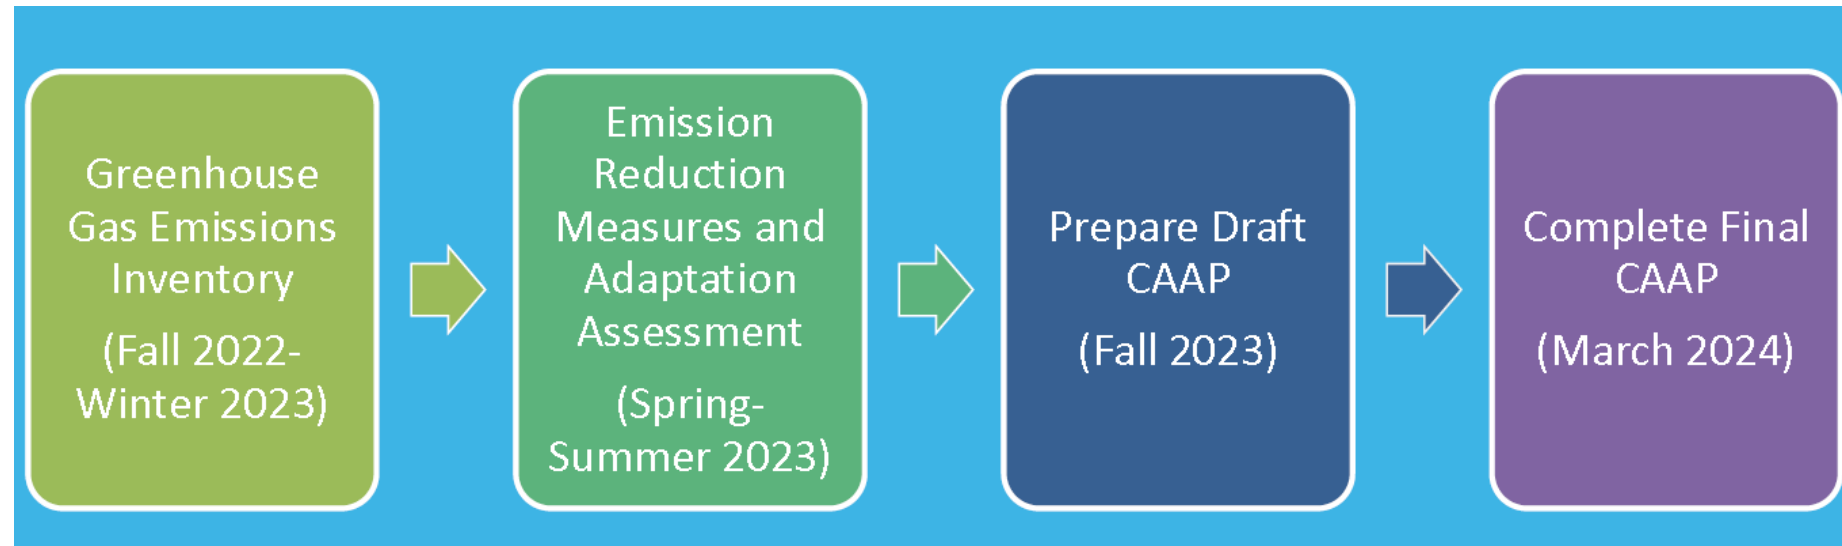 Greenhouse
Gas Emissions
Inventory
(Fall 2022-
Winter 2023)
Emission
Reduction
Measures and
Adaptation
Assessment
(Spring-
Summer 2023)
Prepare Draft
CAAP
(Fall 2023)
Complete Final
CAAP
(March 2024)